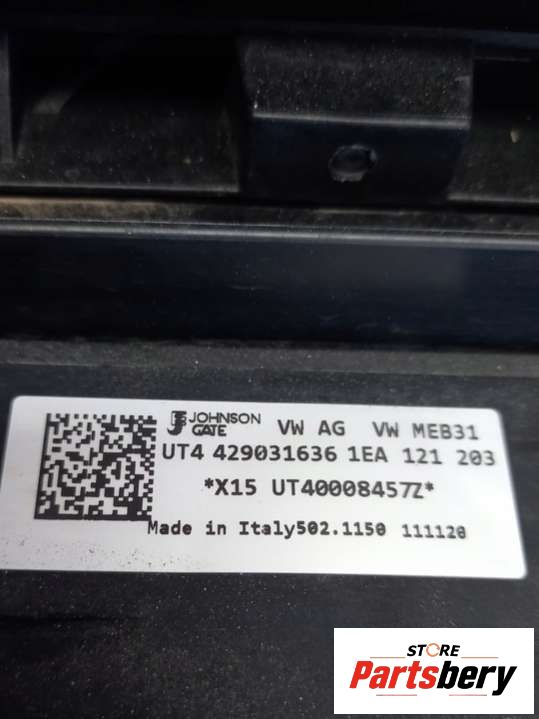 JOHNSON
GATE
VW AG VW MEB31
UT4 429031636 1EA 121 203
*X15 UT40008457Z*
Made in Italy502.1150 111120
STORE
Partsbery